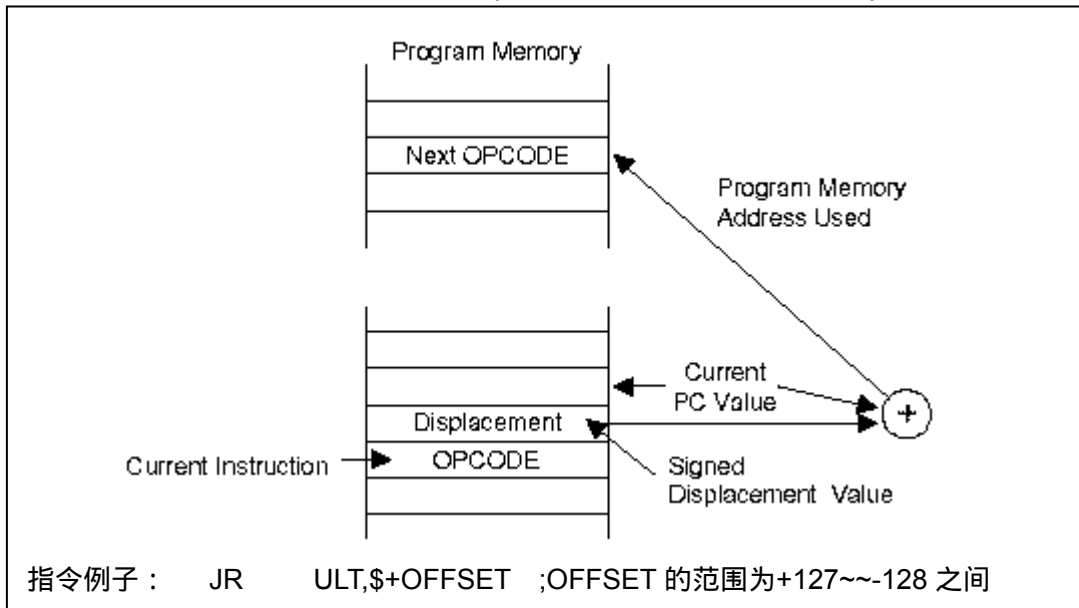 Program Memory
Next OPCODE
Program Memory
Address Used
Current
PC Value
Displacement
Current Instruction
OPCODE
Signed
Displacement Value
指令例子： JR ULT,$+OFFSET ;OFFSET 的范围为+127~~-128 之间